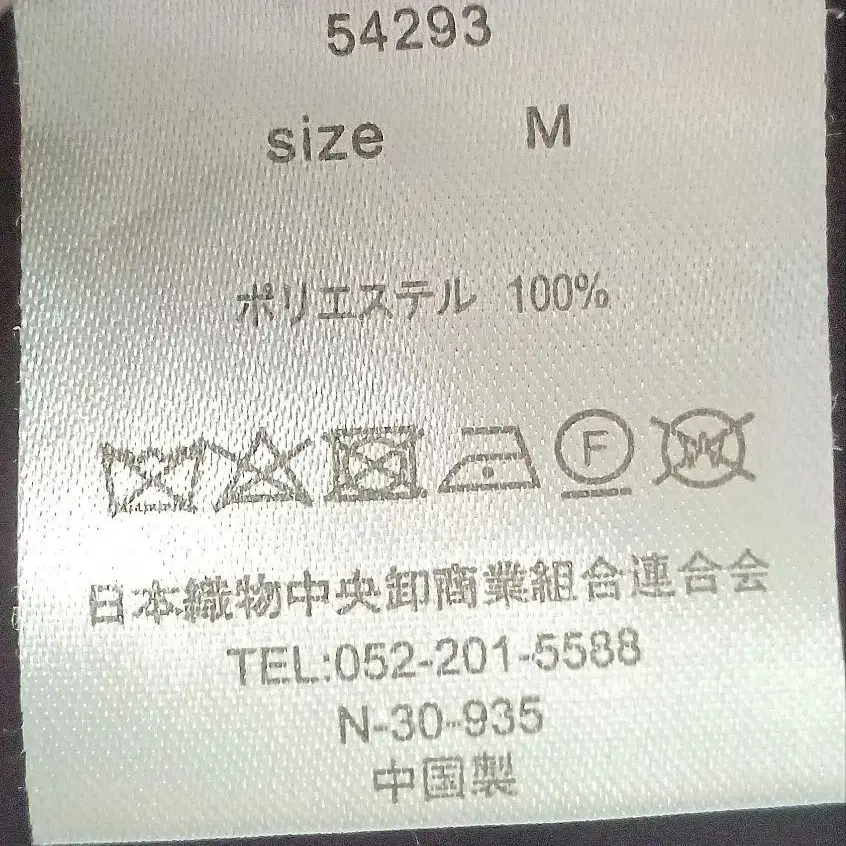 54293
size M
ポリエステル 100%
F
W
日本織物中央卸商業組合連合会
TEL:052-201-5588
N-30-935
中国製